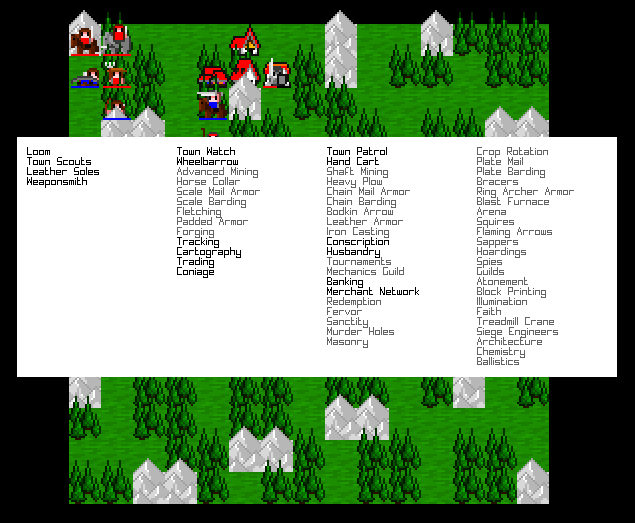 Loom
Town Scouts
Leather Soles
Weaponsmith
Town Watch
Wheelbarrow
Advanced Mining
Horse Collar
Scale Mail Armor
Scale Barding
Fletching
Padded Armor
Forging
Tracking
Cartography
Trading
Coniage
Town Patrol
Hand Cart
Shaft Mining
Heavy Plow
Chain Mail Armor
Chain Barding
Bodkin Arrow
Leather Armor
Iron Casting
Conscription
Husbandry
Tournaments
Mechanics Guild
Banking
Merchant Network
Redemption
Fervor
Sanctity
Murder Holes
Masonry
Crop Rotation
Plate Mail
Plate Barding
Bracers
Ring Archer Armor
Blast Furnace
Arena
Squires
Flaming Arrows
Sappers
Hoardings
Spies
Guilds
Atonement
Block Printing
Illumination
Faith
Treadmill Crane
Siege Engineers
Architecture
Chemistry
Ballistics